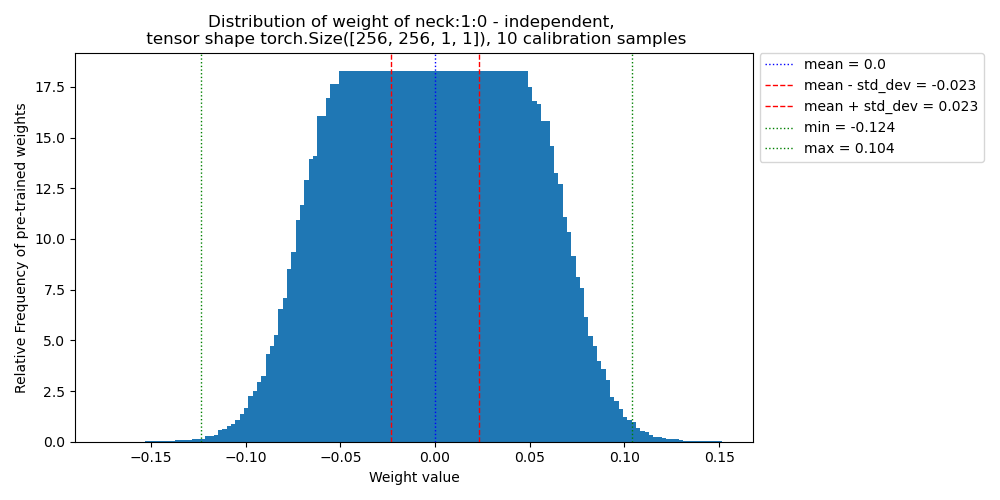 Distribution of weight of neck:1:0 - independent,
tensor shape torch.Size([256, 256, 1, 1]), 10 calibration samples
mean = 0.0
mean - std_dev = -0.023
mean + std_dev = 0.023
min = -0.124
max = 0.104
Relative Frequency of pre-trained weights
17.5
15.0
12.5
10.0
7.5
5.0
2.5
0.0
−0.15 −0.10 −0.05 0.00 0.05 0.10 0.15
Weight value